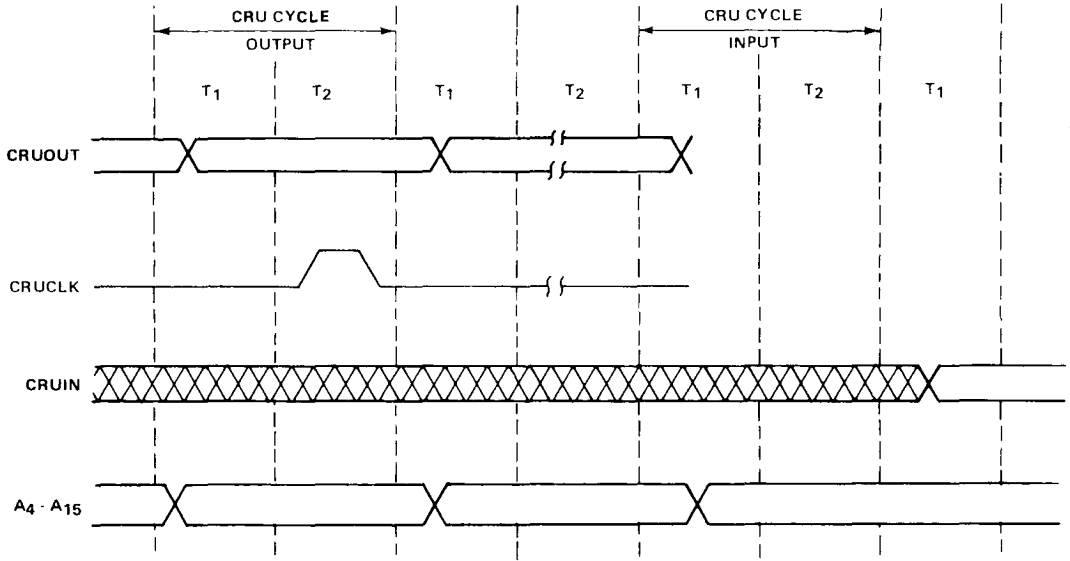 CRU CYCLE
OUTPUT
CRU CYCLE
INPUT
T1 T2 T1 T2 T1 T2 T1
CRUOUT
CRUCLK
CRUIN
A4 - A15